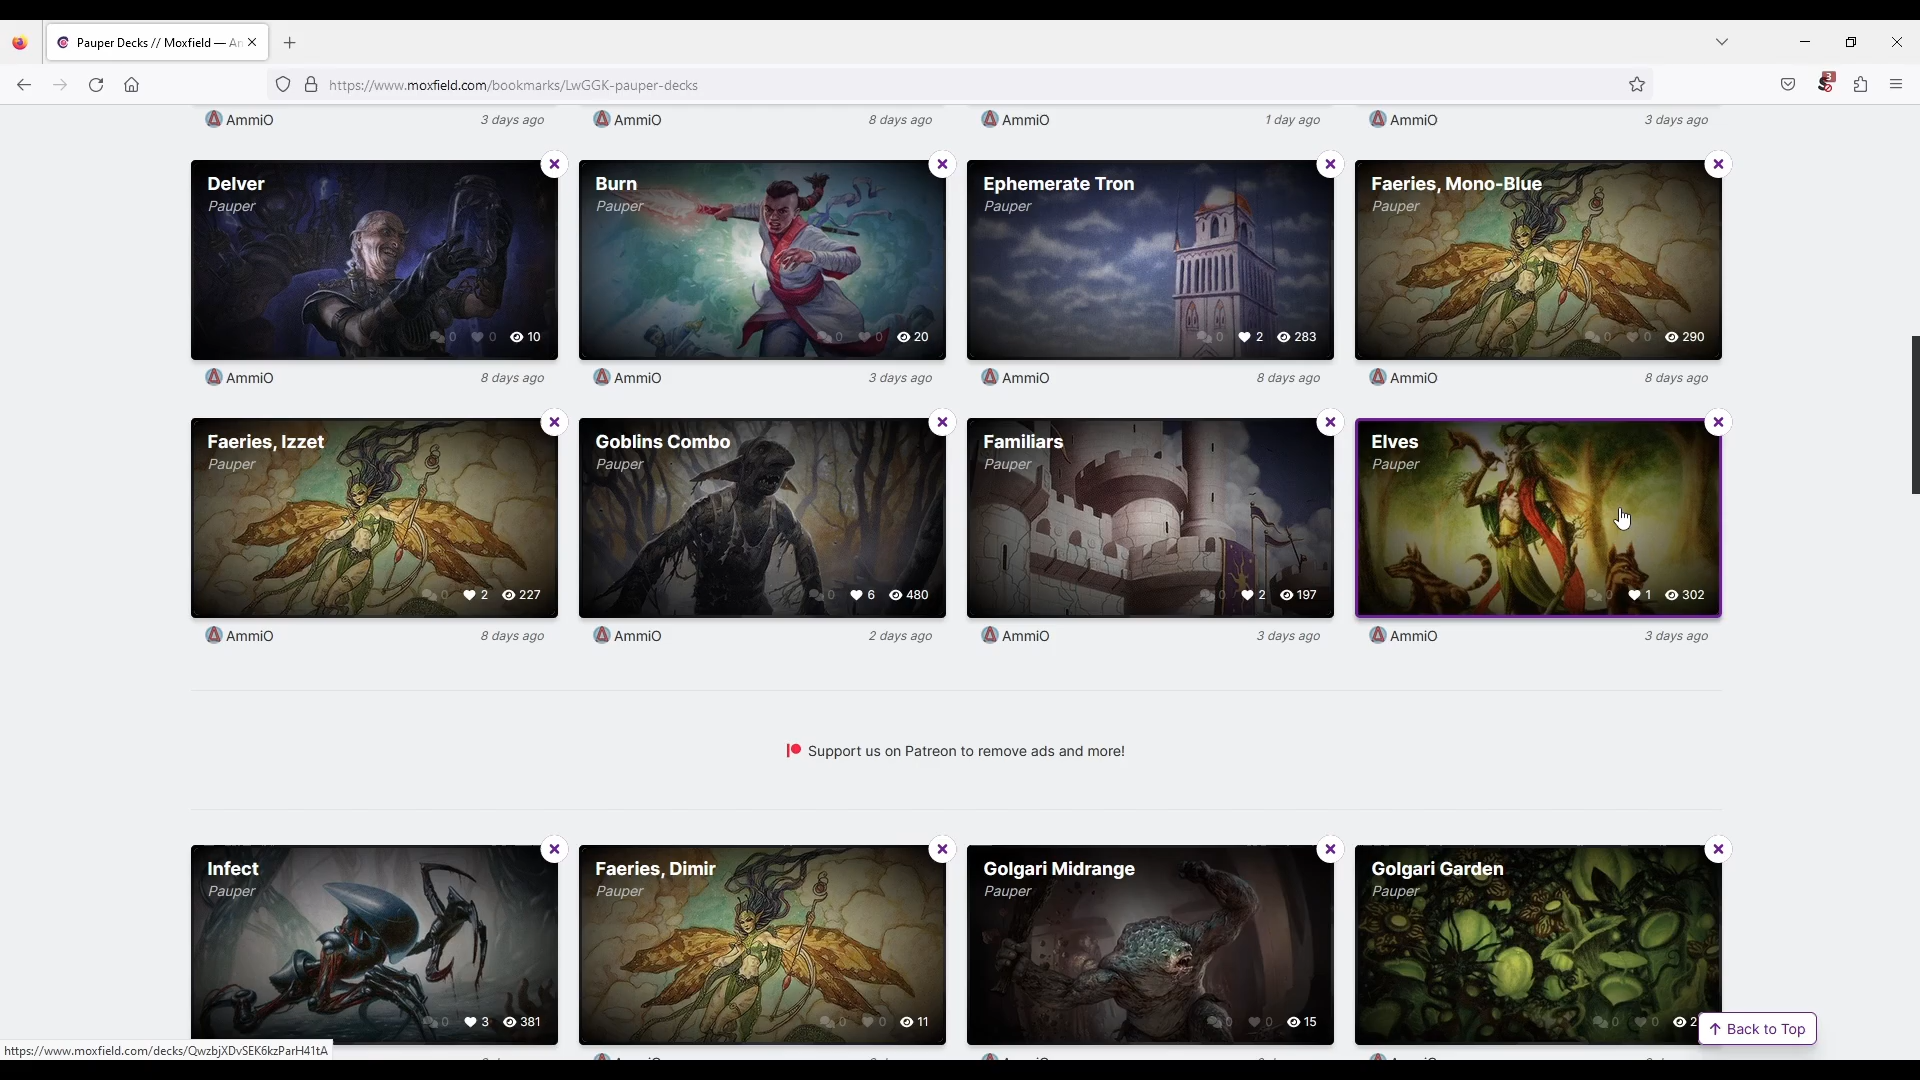 Pauper Decks // Moxfield — An
https://www.moxfield.com/bookmarks/LwGGK-pauper-decks
3
AmmiO 3 days ago AmmiO 8 days ago AmmiO 1 day ago AmmiO 3 days ago
Delver Burn Ephemerate Tron Faeries, Mono-Blue
Pauper Pauper Pauper Pauper
0 0 10 0 0 20 0 2 283 0 0 290
AmmiO 8 days ago AmmiO 3 days ago AmmiO 8 days ago AmmiO 8 days ago
Faeries, Izzet Goblins Combo Familiars Elves
Pauper Pauper Pauper Pauper
0 2 227 0 6 480 0 2 197 0 1 302
AmmiO 8 days ago AmmiO 2 days ago AmmiO 3 days ago AmmiO 3 days ago
Support us on Patreon to remove ads and more!
Infect Faeries, Dimir Golgari Midrange Golgari Garden
Pauper Pauper Pauper Pauper
0 3 381 0 0 11 0 0 15 0 0
Back to Top
https://www.moxfield.com/decks/QwzbjXDvSEK6kzParH41tA